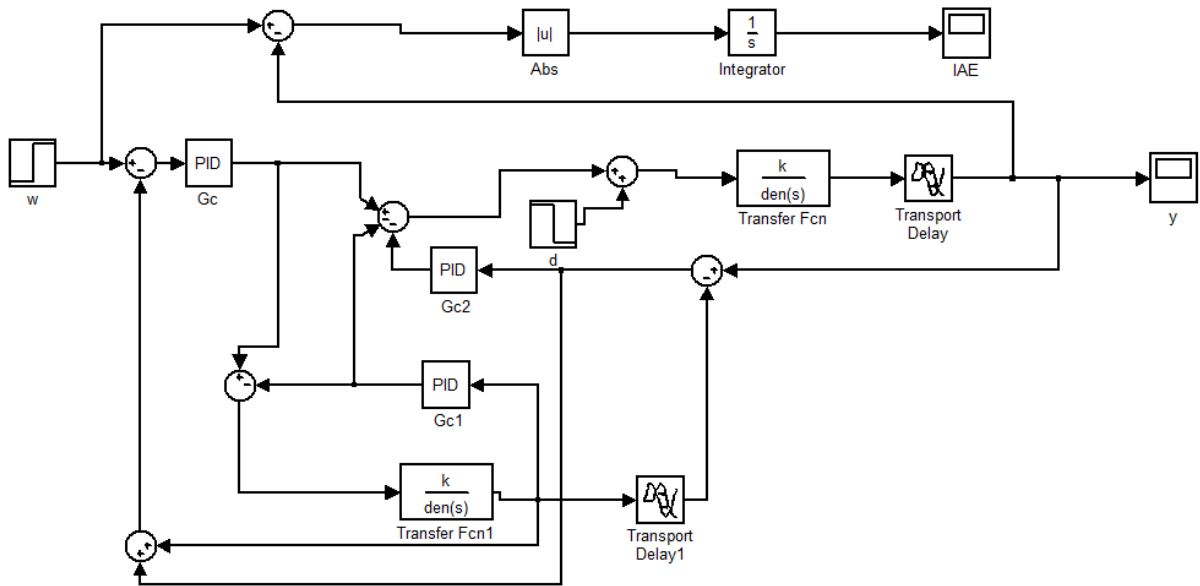 |u|
Abs
1
s
Integrator
IAE
w
+
-
PID
Gc
+
-
+
-
-
d
+
+
k
den(s)
Transfer Fcn
Transport
Delay
y
PID
Gc2
-
+
+
-
PID
Gc1
k
den(s)
Transfer Fcn1
Transport
Delay1
+
+